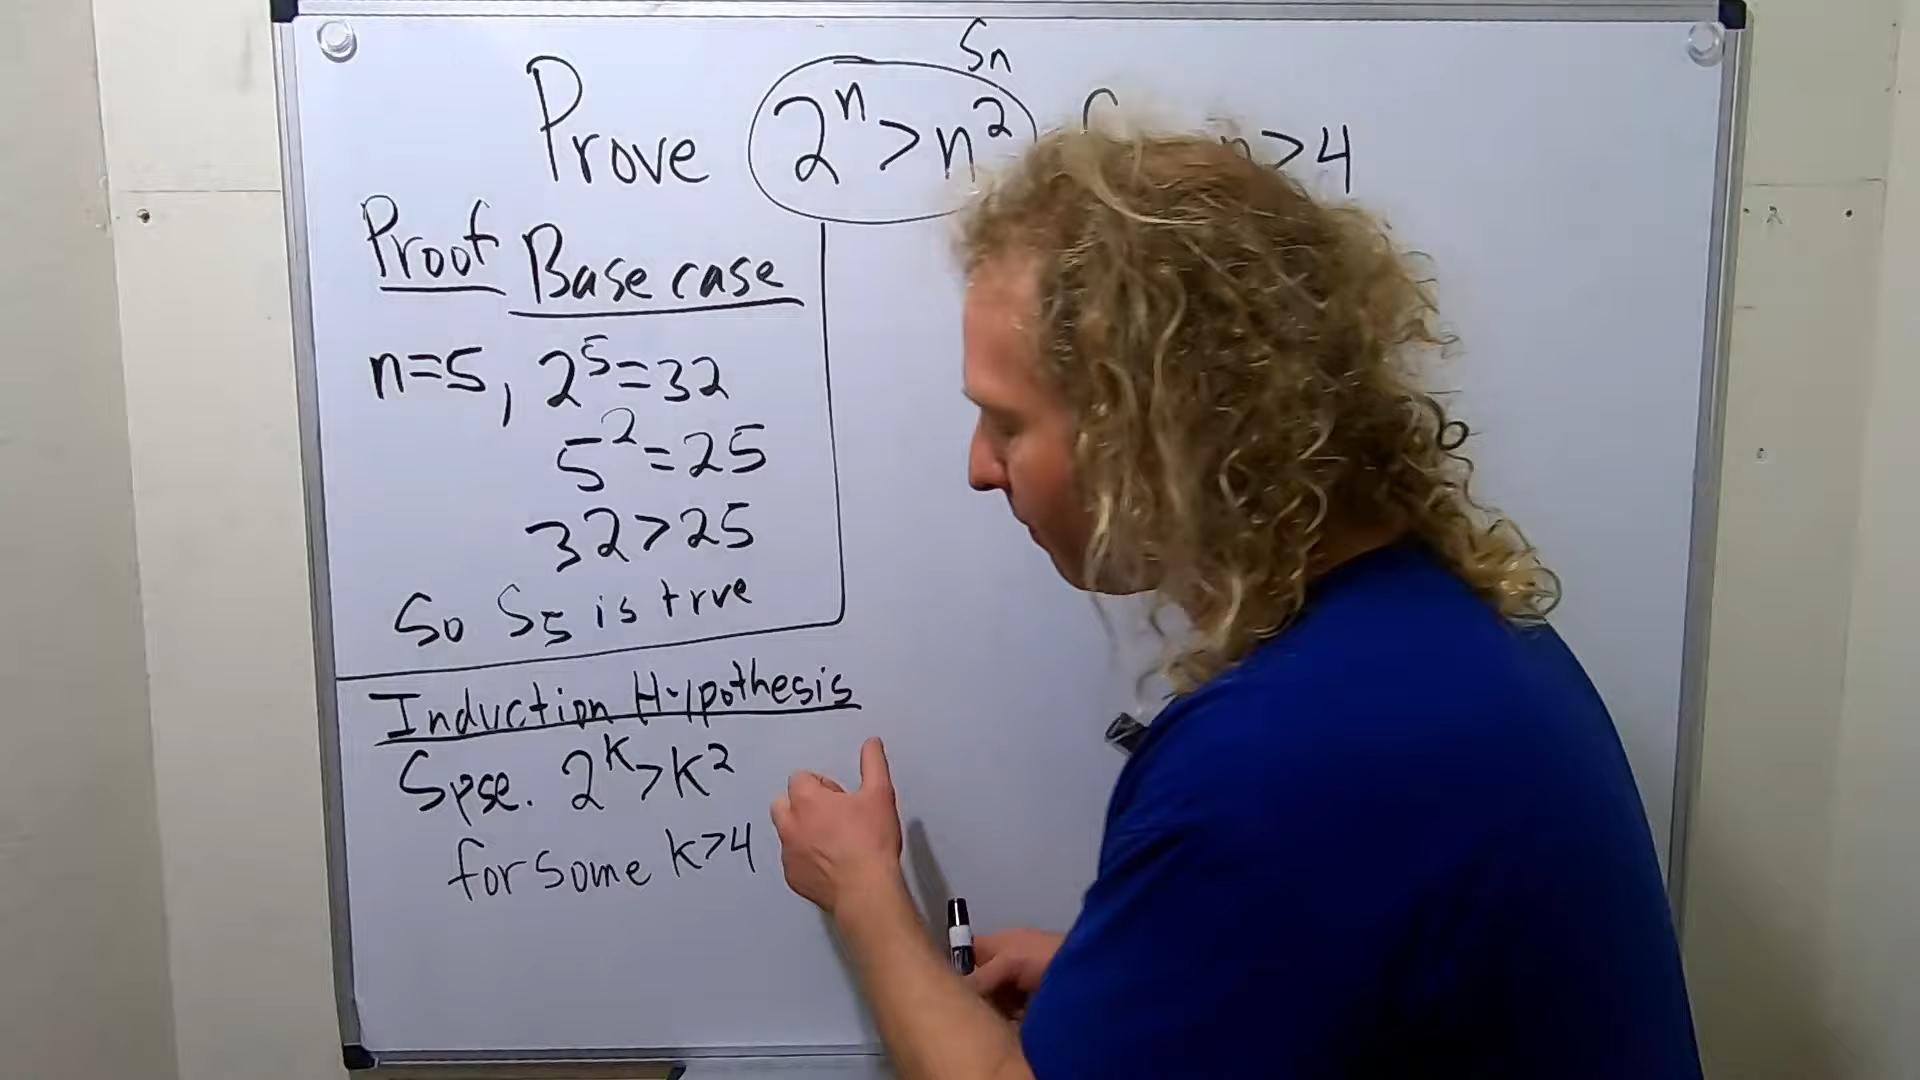 Sn
Prove 2ⁿ>n² n>4
Proof Base case
n=5, 2⁵=32
5²=25
32>25
So S₅ is true
Induction Hypothesis
Spse. 2ᴷ>K²
for some K>4